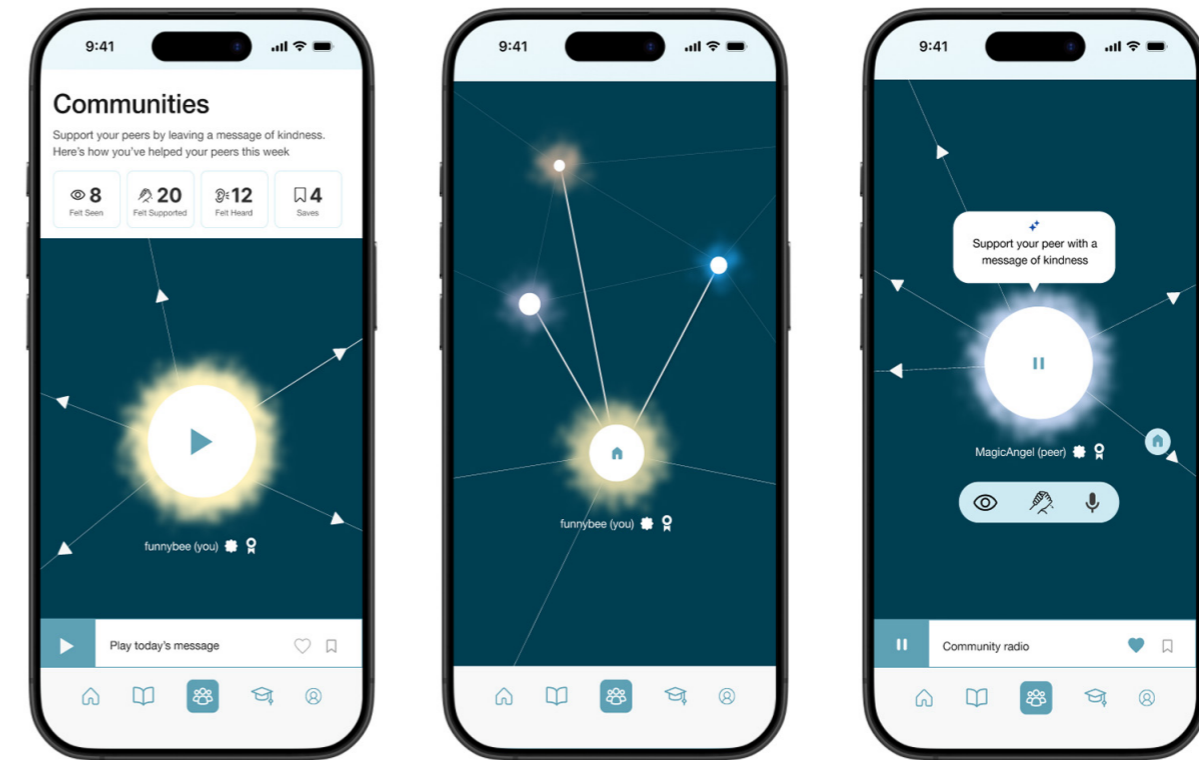 9:41
Communities
Support your peers by leaving a message of kindness.
Here's how you've helped your peers this week
8
Felt Seen
20
Felt Supported
12
Felt Heard
4
Saves
funnybee (you)
Play today's message
9:41
funnybee (you)
9:41
Support your peer with a
message of kindness
MagicAngel (peer)
Community radio